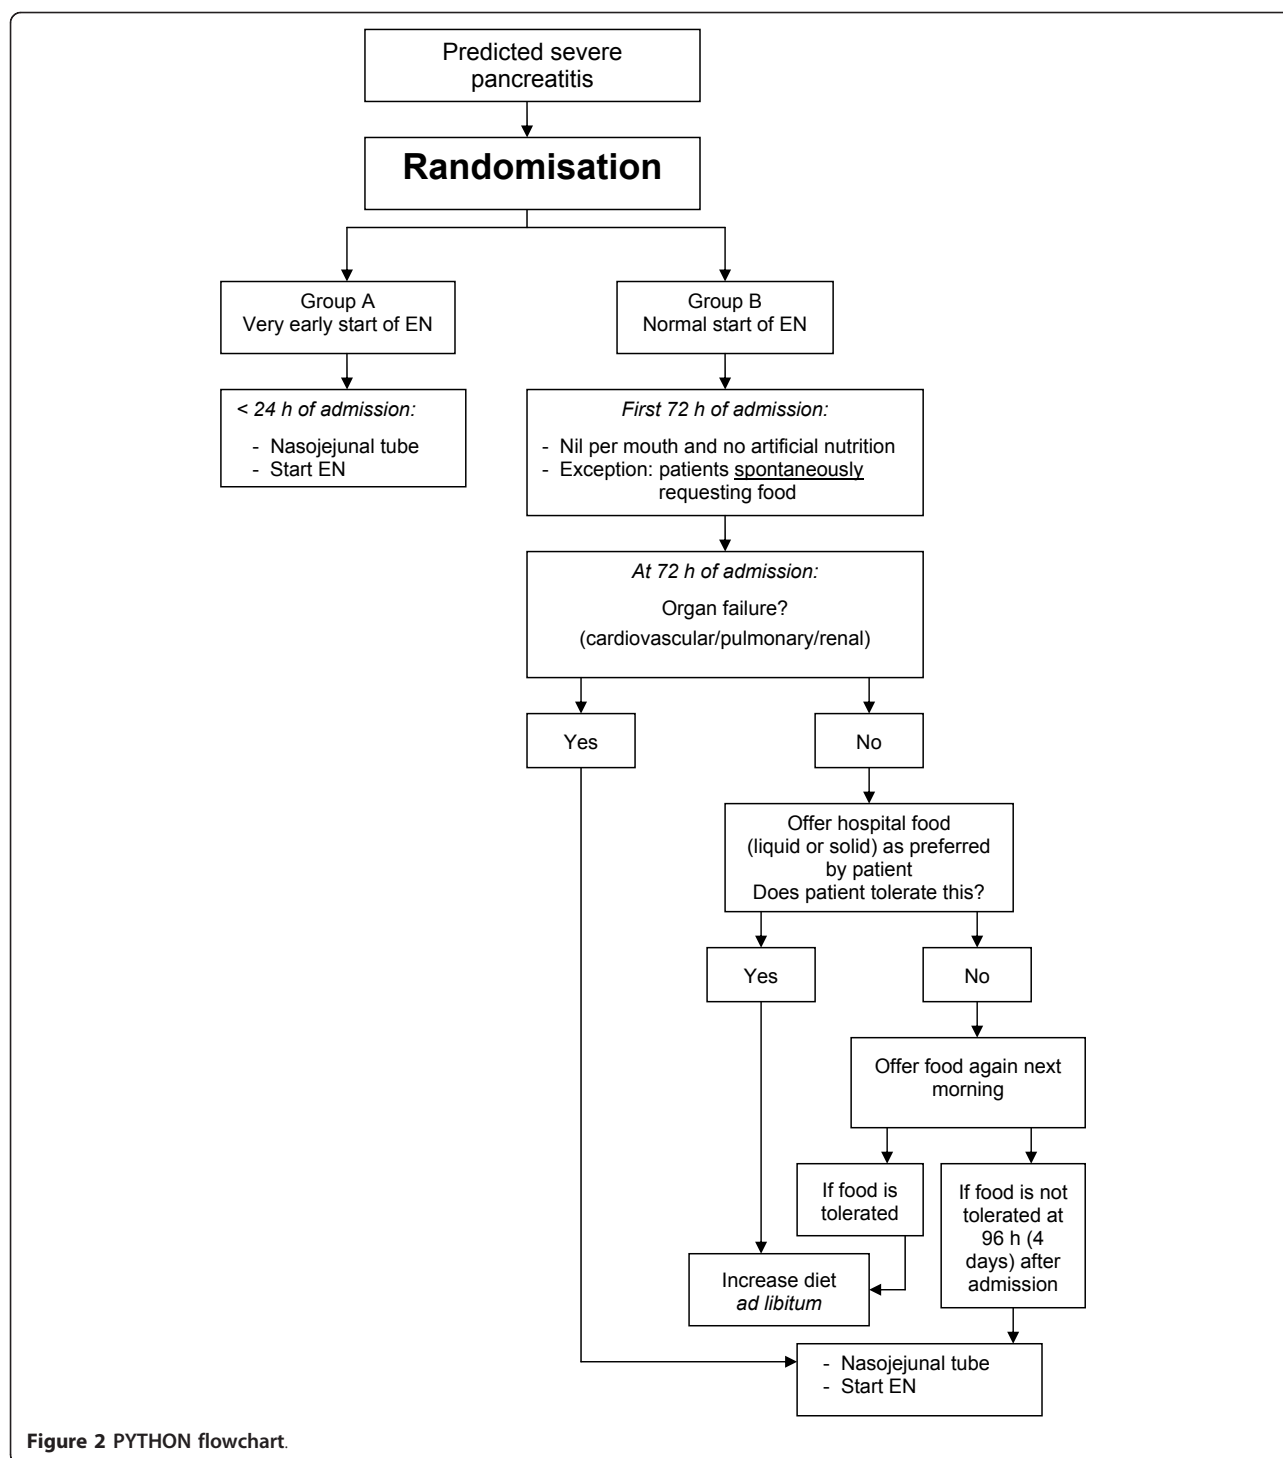 Predicted severe
pancreatitis
Randomisation
Group A
Very early start of EN
Group B
Normal start of EN
< 24 h of admission:
- Nasojejunal tube
- Start EN
First 72 h of admission:
- Nil per mouth and no artificial nutrition
- Exception: patients spontaneously
requesting food
At 72 h of admission:
Organ failure?
(cardiovascular/pulmonary/renal)
Yes
No
Offer hospital food
(liquid or solid) as preferred
by patient
Does patient tolerate this?
Yes
No
Offer food again next
morning
If food is
tolerated
If food is not
tolerated at
96 h (4
days) after
admission
Increase diet
ad libitum
- Nasojejunal tube
- Start EN
Figure 2 PYTHON flowchart.